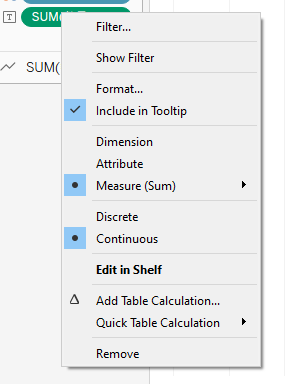 T
SUM(
SUM(
Filter...
Show Filter
Format...
Include in Tooltip
Dimension
Attribute
Measure (Sum)
Discrete
Continuous
Edit in Shelf
Add Table Calculation...
Quick Table Calculation
Remove